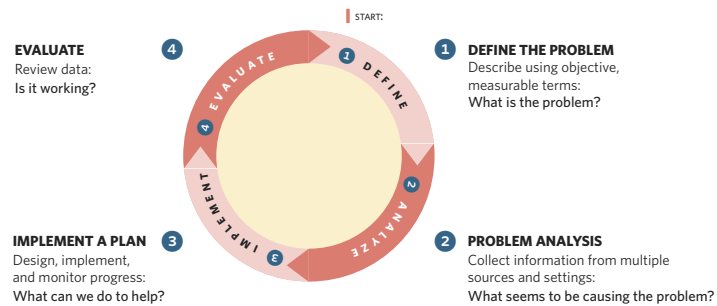 START:
1 DEFINE THE PROBLEM
Describe using objective,
measurable terms:
What is the problem?
2 PROBLEM ANALYSIS
Collect information from multiple
sources and settings:
What seems to be causing the problem?
3 IMPLEMENT A PLAN
Design, implement,
and monitor progress:
What can we do to help?
4 EVALUATE
Review data:
Is it working?
1 DEFINE
2 ANALYZE
3 IMPLEMENT
4 EVALUATE